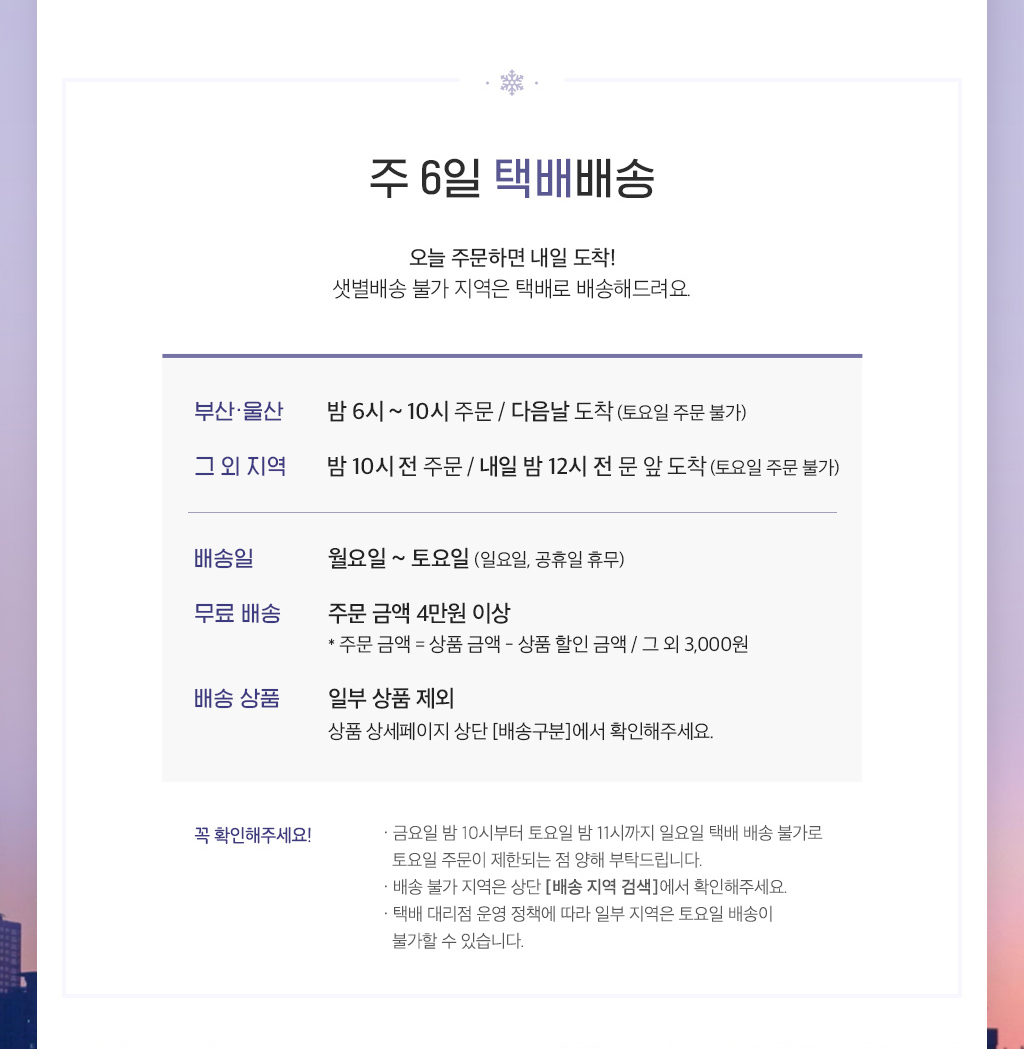 주 6일 택배배송
오늘 주문하면 내일 도착!
샛별배송 불가 지역은 택배로 배송해드려요.
부산·울산 밤 6시 ~ 10시 주문 / 다음날 도착 (토요일 주문 불가)
그 외 지역 밤 10시 전 주문 / 내일 밤 12시 전 문 앞 도착 (토요일 주문 불가)
배송일 월요일 ~ 토요일 (일요일, 공휴일 휴무)
무료 배송 주문 금액 4만원 이상
* 주문 금액 = 상품 금액 - 상품 할인 금액 / 그 외 3,000원
배송 상품 일부 상품 제외
상품 상세페이지 상단 [배송구분]에서 확인해주세요.
꼭 확인해주세요! · 금요일 밤 10시부터 토요일 밤 11시까지 일요일 택배 배송 불가로
토요일 주문이 제한되는 점 양해 부탁드립니다.
· 배송 불가 지역은 상단 [배송 지역 검색]에서 확인해주세요.
· 택배 대리점 운영 정책에 따라 일부 지역은 토요일 배송이
불가할 수 있습니다.